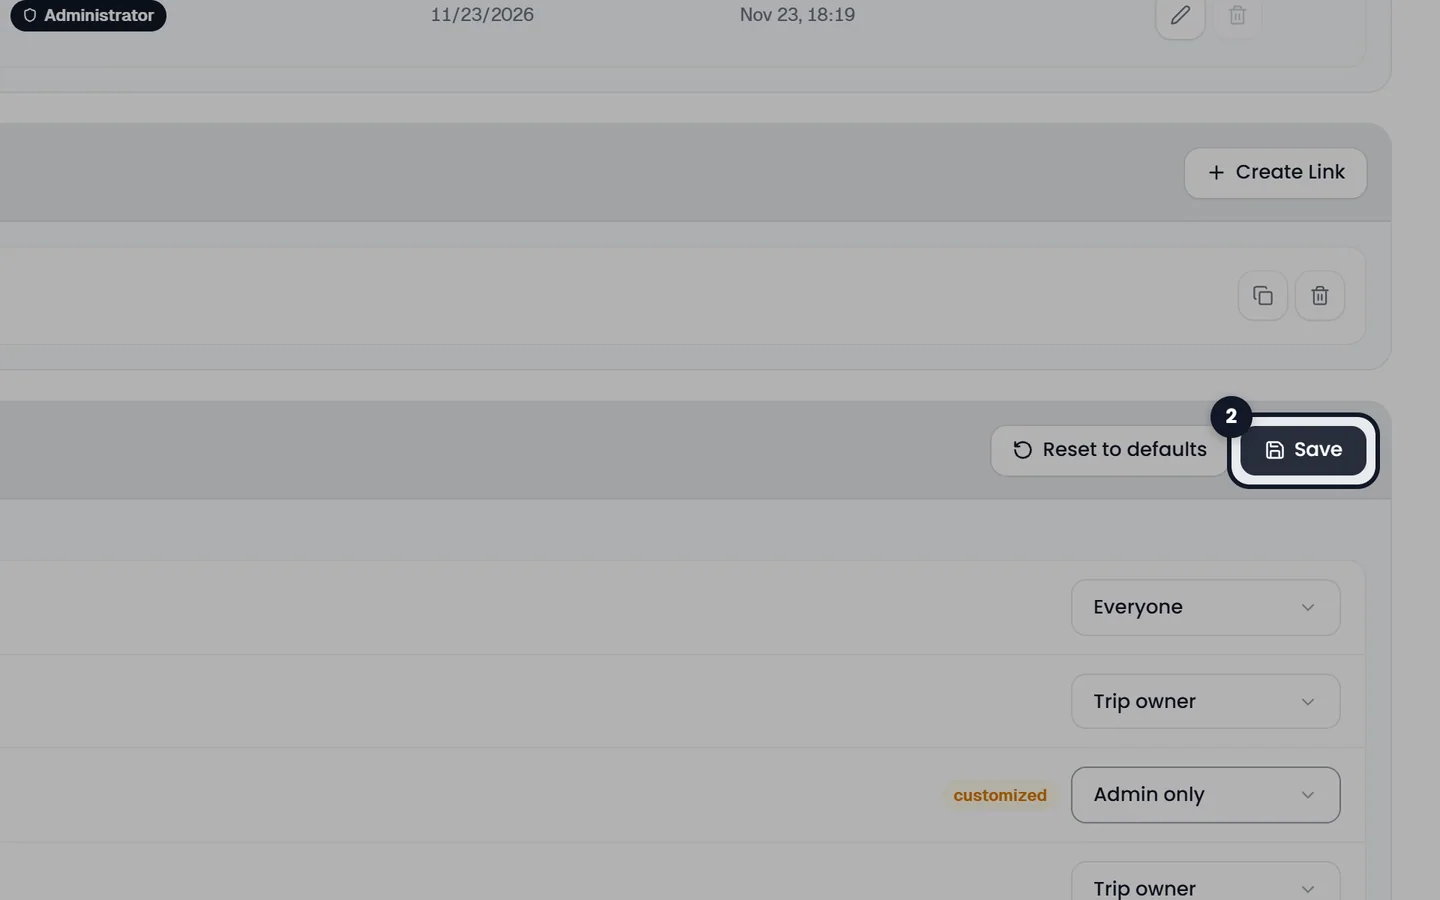 Administrator 11/23/2026 Nov 23, 18:19
Create Link
2
Reset to defaults Save
Everyone
Trip owner
customized Admin only
Trip owner